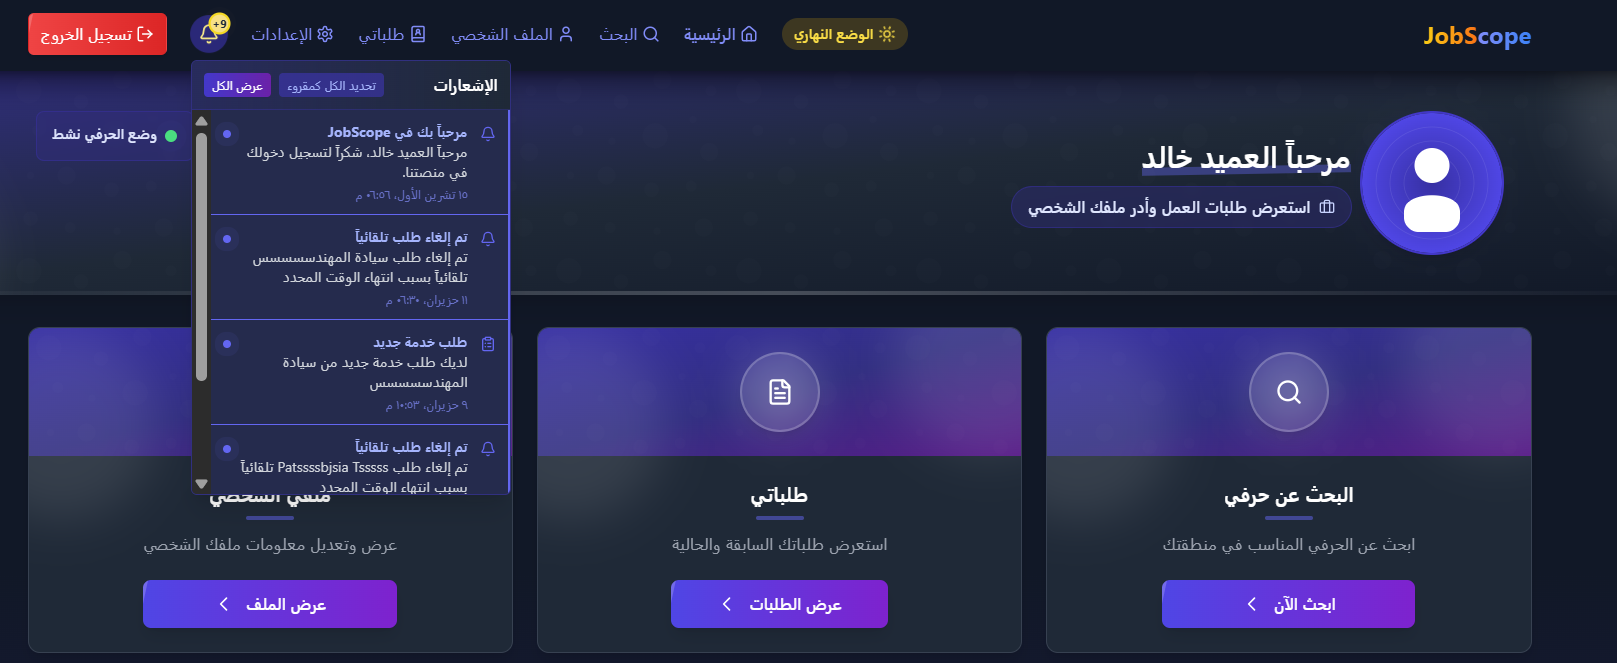 JobScope
الوضع النهاري
الرئيسية
البحث
الملف الشخصي
طلباتي
الإعدادات
+9
تسجيل الخروج
مرحباً العميد خالد
استعرض طلبات العمل وأدر ملفك الشخصي
وضع الحرفي نشط
الإشعارات
تحديد الكل كمقروء
عرض الكل
مرحباً بك في JobScope
مرحباً العميد خالد، شكراً لتسجيل دخولك
في منصتنا.
١٥ تشرين الأول، ٠٦:٥٦ م
تم إلغاء طلب تلقائياً
تم إلغاء طلب سيادة المهندسسسسس
تلقائياً بسبب انتهاء الوقت المحدد
١١ حزيران، ٠٦:٣٠ م
طلب خدمة جديد
لديك طلب خدمة جديد من سيادة
المهندسسسسس
٩ حزيران، ١٠:٥٣ م
تم إلغاء طلب تلقائياً
تم إلغاء طلب Patssssbjsia Tsssss تلقائياً
بسبب انتهاء الوقت المحدد
البحث عن حرفي
ابحث عن الحرفي المناسب في منطقتك
ابحث الآن
طلباتي
استعرض طلباتك السابقة والحالية
عرض الطلبات
ملفي الشخصي
عرض وتعديل معلومات ملفك الشخصي
عرض الملف